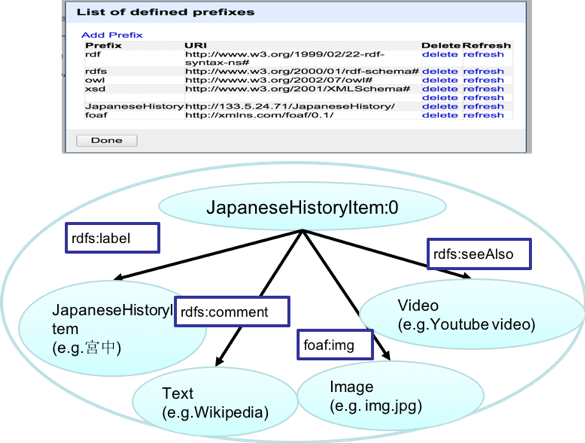 List of defined prefixes
Add Prefix
Prefix URI Delete Refresh
rdf http://www.w3.org/1999/02/22-rdf- delete refresh
syntax-ns#
rdfs http://www.w3.org/2000/01/rdf-schema# delete refresh
owl http://www.w3.org/2002/07/owl# delete refresh
xsd http://www.w3.org/2001/XMLSchema# delete refresh
delete refresh
JapaneseHistory http://133.5.24.71/JapaneseHistory/ delete refresh
foaf http://xmlns.com/foaf/0.1/ delete refresh
Done
JapaneseHistoryItem:0
rdfs:label
rdfs:seeAlso
JapaneseHistoryI
tem
(e.g.宮中)
rdfs:comment
Video
(e.g.Youtube video)
foaf:img
Text
(e.g.Wikipedia)
Image
(e.g. img.jpg)